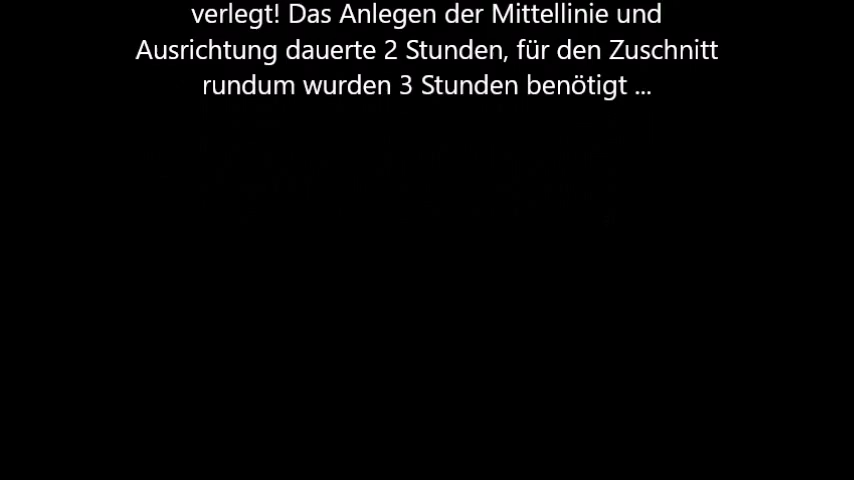 verlegt! Das Anlegen der Mittellinie und
Ausrichtung dauerte 2 Stunden, für den Zuschnitt
rundum wurden 3 Stunden benötigt ...